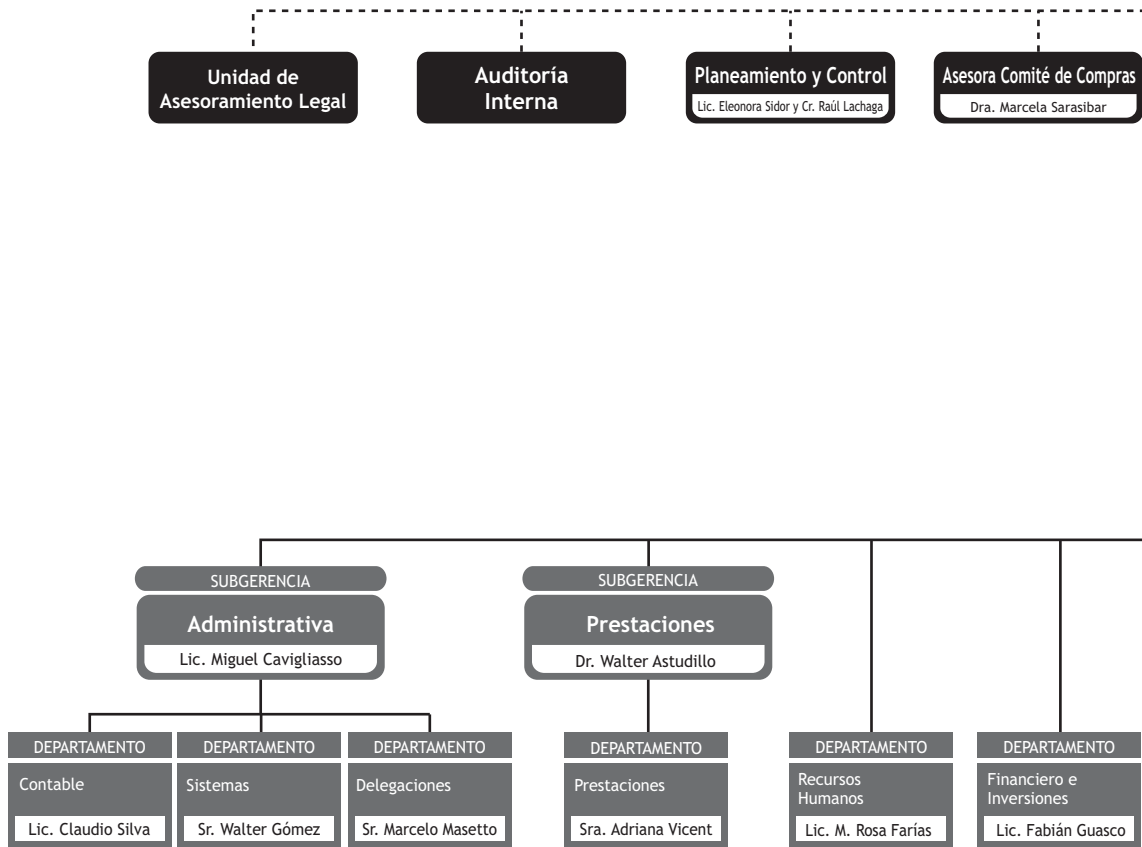 Unidad de
Asesoramiento Legal
Auditoría
Interna
Planeamiento y Control
Lic. Eleonora Sidor y Cr. Raúl Lachaga
Asesora Comité de Compras
Dra. Marcela Sarasibar
SUBGERENCIA
Administrativa
Lic. Miguel Cavigliasso
SUBGERENCIA
Prestaciones
Dr. Walter Astudillo
DEPARTAMENTO
Contable
Lic. Claudio Silva
DEPARTAMENTO
Sistemas
Sr. Walter Gómez
DEPARTAMENTO
Delegaciones
Sr. Marcelo Masetto
DEPARTAMENTO
Prestaciones
Sra. Adriana Vicent
DEPARTAMENTO
Recursos
Humanos
Lic. M. Rosa Farías
DEPARTAMENTO
Financiero e
Inversiones
Lic. Fabián Guasco